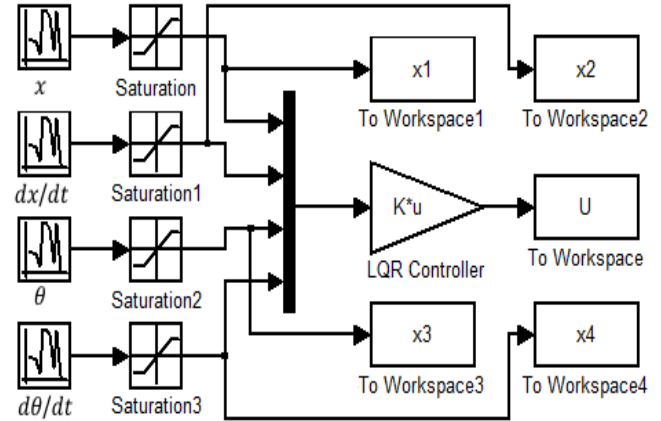 x
Saturation
x1
To Workspace1
x2
To Workspace2
dx/dt
Saturation1
K*u
LQR Controller
U
To Workspace
θ
Saturation2
x3
To Workspace3
x4
To Workspace4
dθ/dt
Saturation3